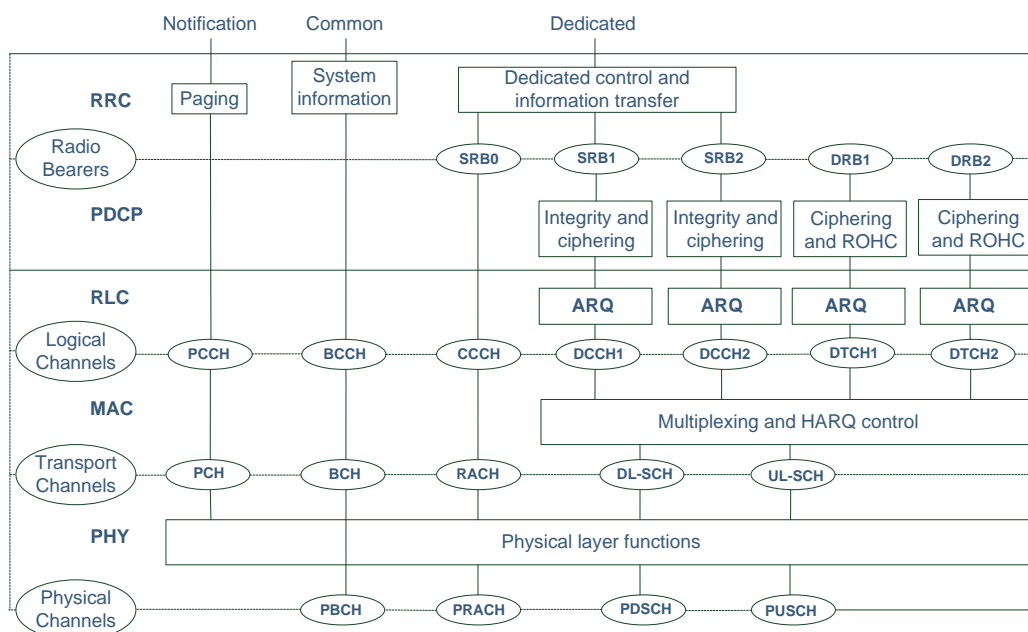 Notification Common Dedicated
RRC
Paging
System
information
Dedicated control and
information transfer
Radio
Bearers
SRB0 SRB1 SRB2 DRB1 DRB2
PDCP
Integrity and
ciphering
Integrity and
ciphering
Ciphering
and ROHC
Ciphering
and ROHC
RLC
ARQ ARQ ARQ ARQ
Logical
Channels
PCCH BCCH CCCH DCCH1 DCCH2 DTCH1 DTCH2
MAC
Multiplexing and HARQ control
Transport
Channels
PCH BCH RACH DL-SCH UL-SCH
PHY
Physical layer functions
Physical
Channels
PBCH PRACH PDSCH PUSCH